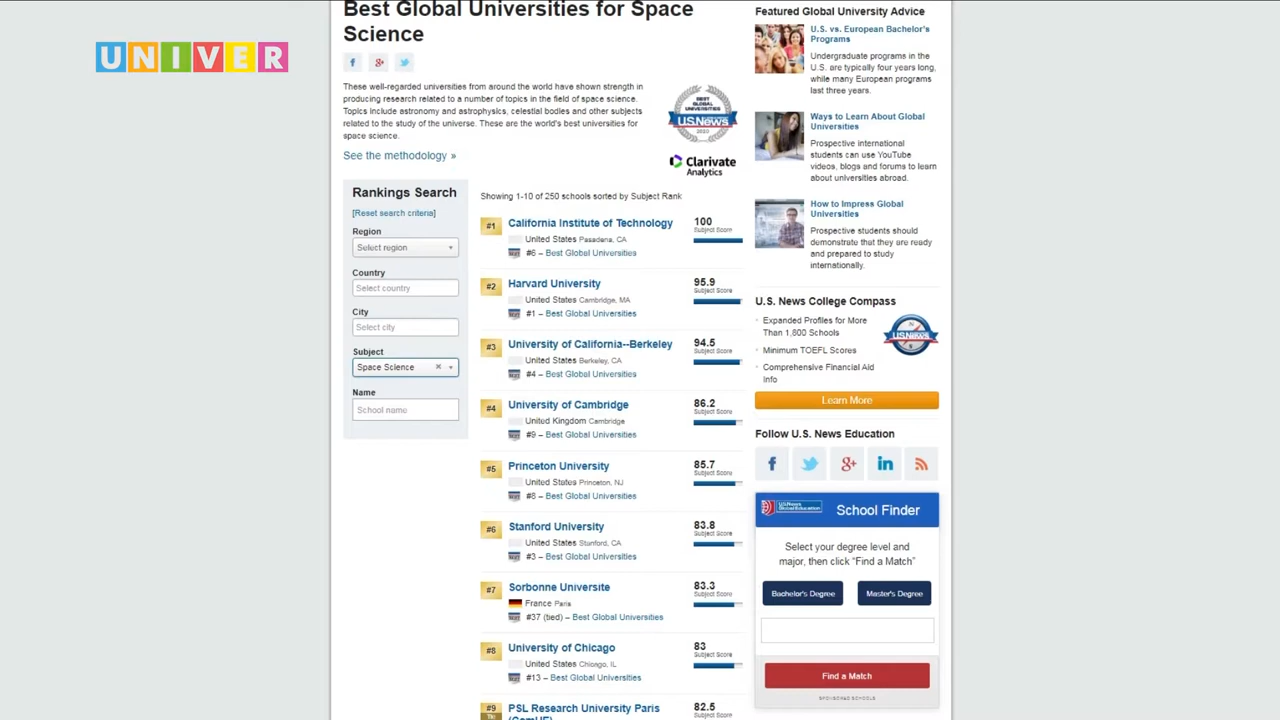 UNIVER
Best Global Universities for Space
Science
These well-regarded universities from around the world have shown strength in
producing research related to a number of topics in the field of space science.
Topics include astronomy and astrophysics, celestial bodies and other subjects
related to the study of the universe. These are the world's best universities for
space science.
See the methodology »
BEST
GLOBAL
UNIVERSITIES
U.S.News
2020
Clarivate
Analytics
Rankings Search
[Reset search criteria]
Region
Select region
Country
Select country
City
Select city
Subject
Space Science
Name
School name
Showing 1-10 of 250 schools sorted by Subject Rank
#1 California Institute of Technology 100
Subject Score
United States Pasadena, CA
#6 – Best Global Universities
#2 Harvard University 95.9
Subject Score
United States Cambridge, MA
#1 – Best Global Universities
#3 University of California--Berkeley 94.5
Subject Score
United States Berkeley, CA
#4 – Best Global Universities
#4 University of Cambridge 86.2
Subject Score
United Kingdom Cambridge
#9 – Best Global Universities
#5 Princeton University 85.7
Subject Score
United States Princeton, NJ
#8 – Best Global Universities
#6 Stanford University 83.8
Subject Score
United States Stanford, CA
#3 – Best Global Universities
#7 Sorbonne Universite 83.3
Subject Score
France Paris
#37 (tied) – Best Global Universities
#8 University of Chicago 83
Subject Score
United States Chicago, IL
#13 – Best Global Universities
#9 PSL Research University Paris 82.5
Featured Global University Advice
U.S. vs. European Bachelor's
Programs
Undergraduate programs in the
U.S. are typically four years long,
while many European programs
last three years.
Ways to Learn About Global
Universities
Prospective international
students can use YouTube
videos, blogs and forums to learn
about universities abroad.
How to Impress Global
Universities
Prospective students should
demonstrate that they are ready
and prepared to study
internationally.
U.S. News College Compass
Expanded Profiles for More
Than 1,800 Schools
Minimum TOEFL Scores
Comprehensive Financial Aid
Info
U.S.News
Learn More
Follow U.S. News Education
U.S.News
Global Education
School Finder
Select your degree level and
major, then click “Find a Match”
Bachelor's Degree Master's Degree
Find a Match
SPONSORED SCHOOLS